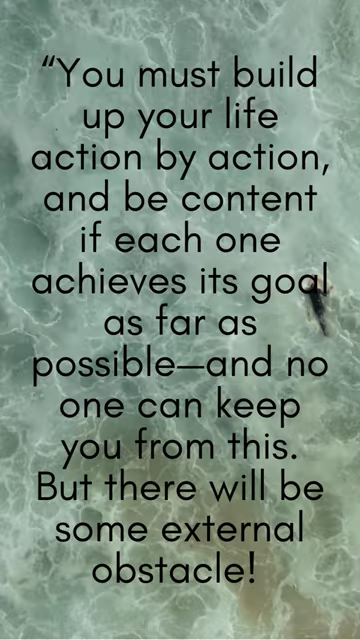 “You must build
up your life
action by action,
and be content
if each one
achieves its goal
as far as
possible—and no
one can keep
you from this.
But there will be
some external
obstacle!